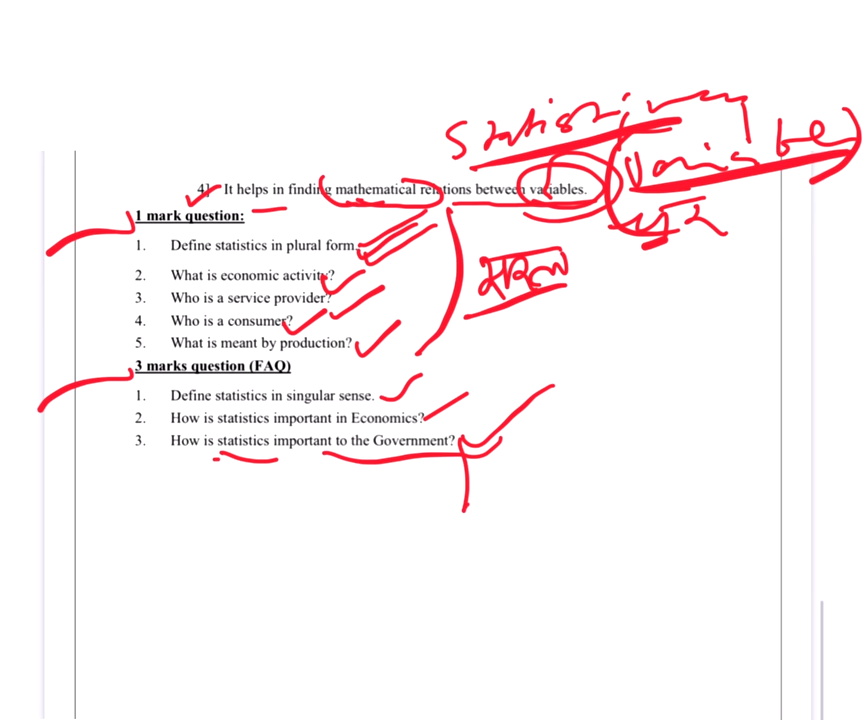 Statistics
Variable
4) It helps in finding mathematical relations between variables.
1 mark question:
1. Define statistics in plural form.
2. What is economic activity?
3. Who is a service provider?
4. Who is a consumer?
5. What is meant by production?
3 marks question (FAQ)
1. Define statistics in singular sense.
2. How is statistics important in Economics?
3. How is statistics important to the Government?